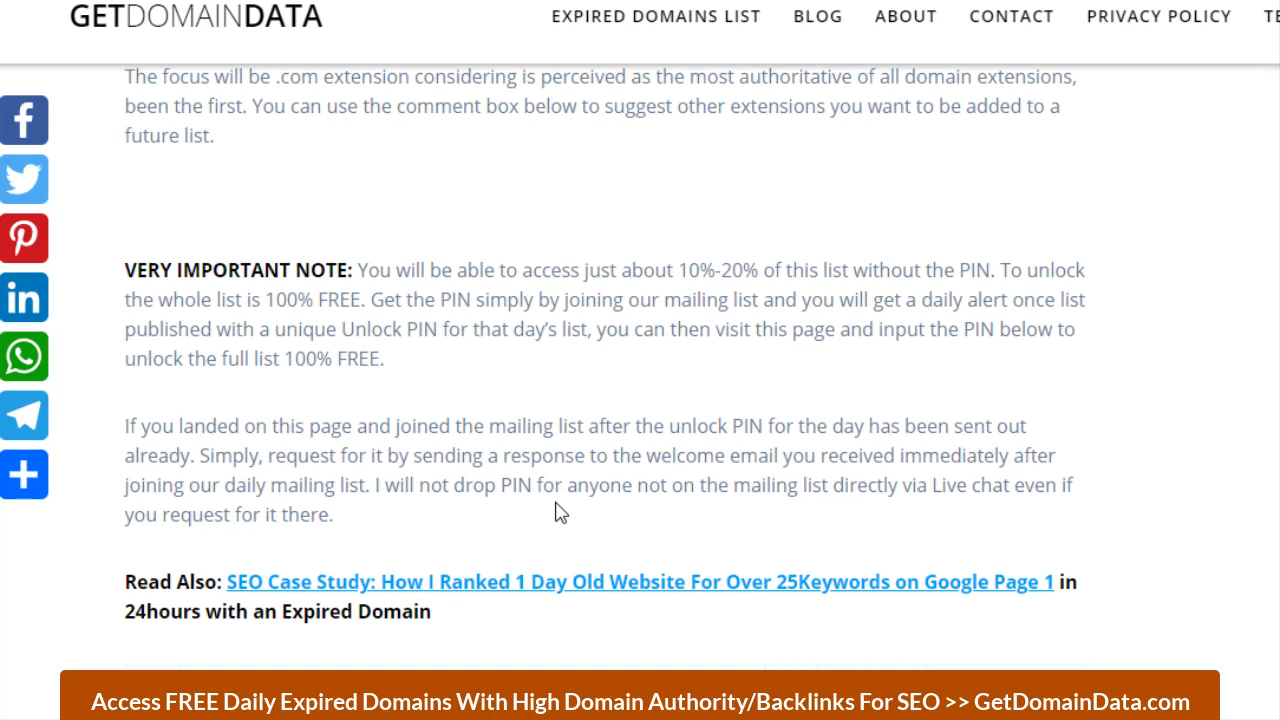 GETDOMAINDATA
EXPIRED DOMAINS LIST BLOG ABOUT CONTACT PRIVACY POLICY
The focus will be .com extension considering is perceived as the most authoritative of all domain extensions,
been the first. You can use the comment box below to suggest other extensions you want to be added to a
future list.
VERY IMPORTANT NOTE: You will be able to access just about 10%-20% of this list without the PIN. To unlock
the whole list is 100% FREE. Get the PIN simply by joining our mailing list and you will get a daily alert once list
published with a unique Unlock PIN for that day’s list, you can then visit this page and input the PIN below to
unlock the full list 100% FREE.
If you landed on this page and joined the mailing list after the unlock PIN for the day has been sent out
already. Simply, request for it by sending a response to the welcome email you received immediately after
joining our daily mailing list. I will not drop PIN for anyone not on the mailing list directly via Live chat even if
you request for it there.
Read Also: SEO Case Study: How I Ranked 1 Day Old Website For Over 25Keywords on Google Page 1 in
24hours with an Expired Domain
Access FREE Daily Expired Domains With High Domain Authority/Backlinks For SEO >> GetDomainData.com